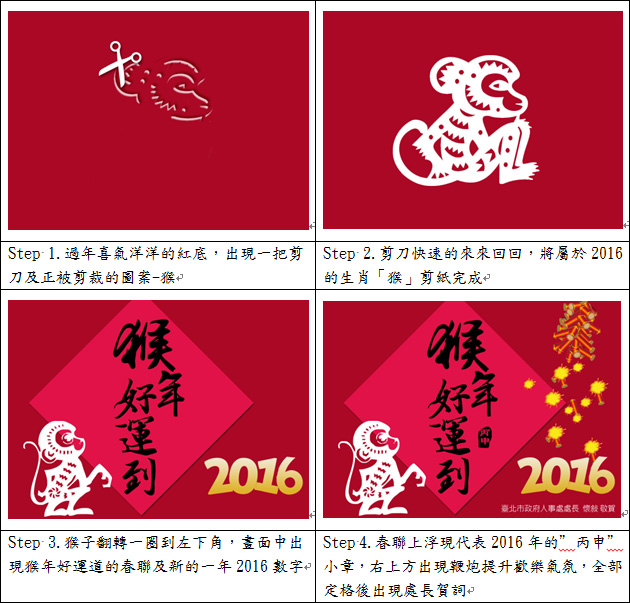 Step 1.過年喜氣洋洋的紅底，出現一把剪
刀及正被剪裁的圖案-猴
Step 2.剪刀快速的來來回回，將屬於 2016
的生肖「猴」剪紙完成
猴年好運到
2016
猴年好運到
丙申
2016
臺北市政府人事處處長 懷敍 敬賀
Step 3.猴子翻轉一圈到左下角，畫面中出
現猴年好運道的春聯及新的一年 2016 數字
Step 4.春聯上浮現代表 2016 年的”丙申”
小章，右上方出現鞭炮提升歡樂氣氛，全部
定格後出現處長賀詞